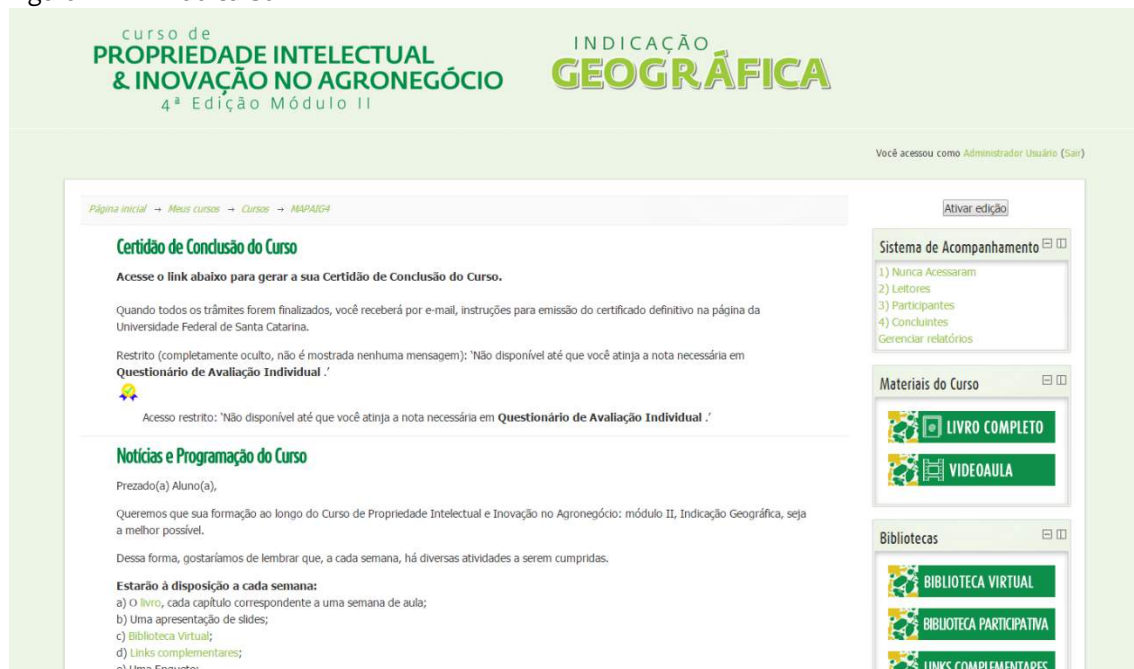 curso de
PROPRIEDADE INTELECTUAL
& INOVAÇÃO NO AGRONEGÓCIO
4ª Edição Módulo II
INDICAÇÃO
GEOGRÁFICA
Você acessou como Administrador Usuário (Sair)
Página inicial → Meus cursos → Cursos → MAPAIG4
Certidão de Conclusão do Curso
Acesse o link abaixo para gerar a sua Certidão de Conclusão do Curso.
Quando todos os trâmites forem finalizados, você receberá por e-mail, instruções para emissão do certificado definitivo na página da
Universidade Federal de Santa Catarina.
Restrito (completamente oculto, não é mostrada nenhuma mensagem): 'Não disponível até que você atinja a nota necessária em
Questionário de Avaliação Individual .'
Acesso restrito: 'Não disponível até que você atinja a nota necessária em Questionário de Avaliação Individual .'
Notícias e Programação do Curso
Prezado(a) Aluno(a),
Queremos que sua formação ao longo do Curso de Propriedade Intelectual e Inovação no Agronegócio: módulo II, Indicação Geográfica, seja
a melhor possível.
Dessa forma, gostaríamos de lembrar que, a cada semana, há diversas atividades a serem cumpridas.
Estarão à disposição a cada semana:
a) O livro, cada capítulo correspondente a uma semana de aula;
b) Uma apresentação de slides;
c) Biblioteca Virtual;
d) Links complementares;
e) Uma Enquete;
Ativar edição
Sistema de Acompanhamento
1) Nunca Acessaram
2) Leitores
3) Participantes
4) Concluintes
Gerenciar relatórios
Materiais do Curso
LIVRO COMPLETO
VIDEOAULA
Bibliotecas
BIBLIOTECA VIRTUAL
BIBLIOTECA PARTICIPATIVA
LINKS COMPLEMENTARES